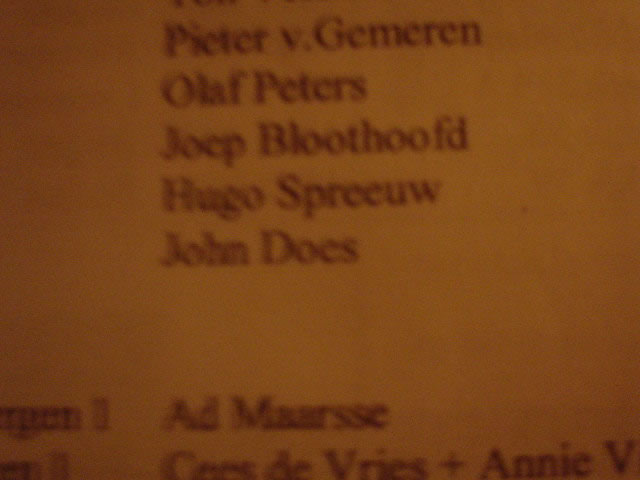 Pieter v.Gemeren
Olaf Peters
Joep Bloothoofd
Hugo Spreeuw
John Does
Ad Maarsse
Cees de Vries + Annie V